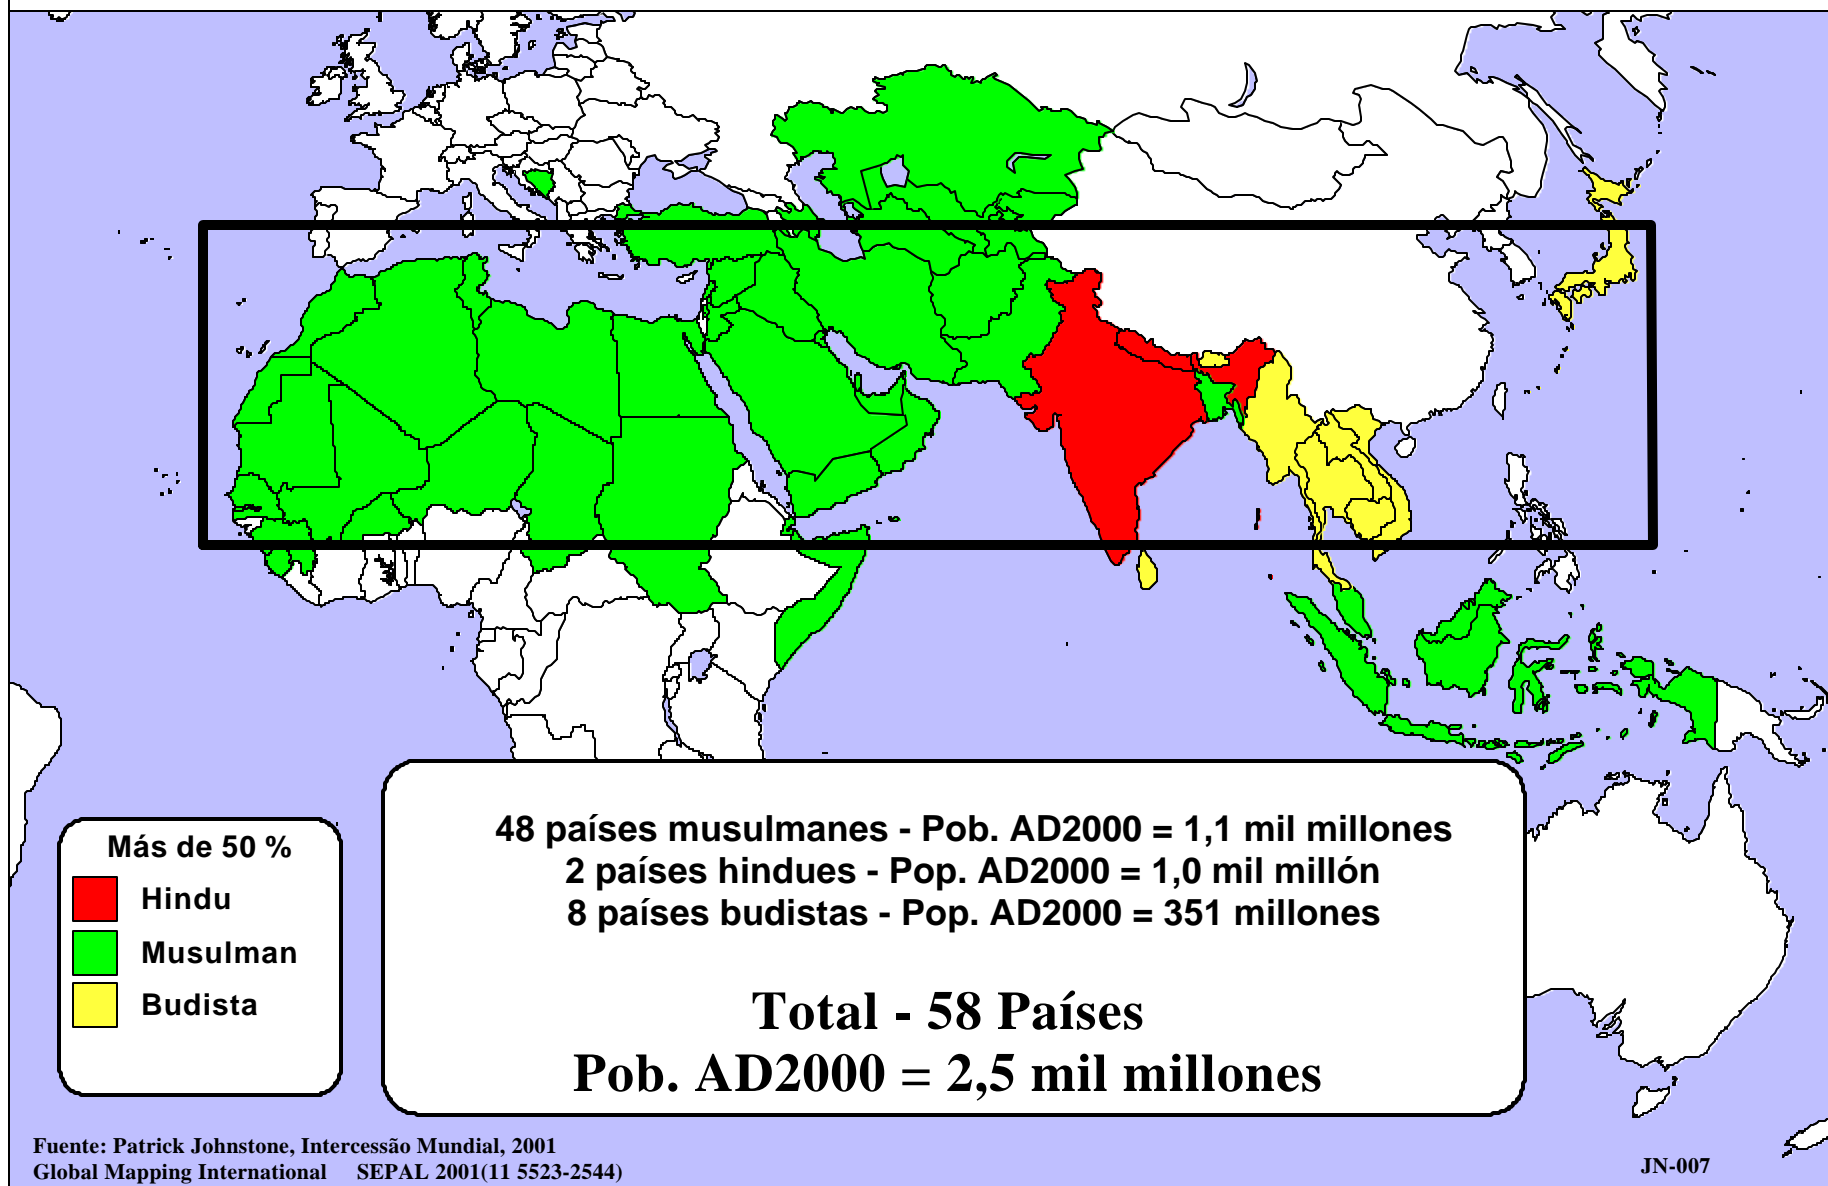 Más de 50 %
Hindu
Musulman
Budista
48 países musulmanes - Pob. AD2000 = 1,1 mil millones
2 países hindues - Pop. AD2000 = 1,0 mil millón
8 países budistas - Pop. AD2000 = 351 millones
Total - 58 Países
Pob. AD2000 = 2,5 mil millones
Fuente: Patrick Johnstone, Intercessão Mundial, 2001
Global Mapping International SEPAL 2001(11 5523-2544)
JN-007